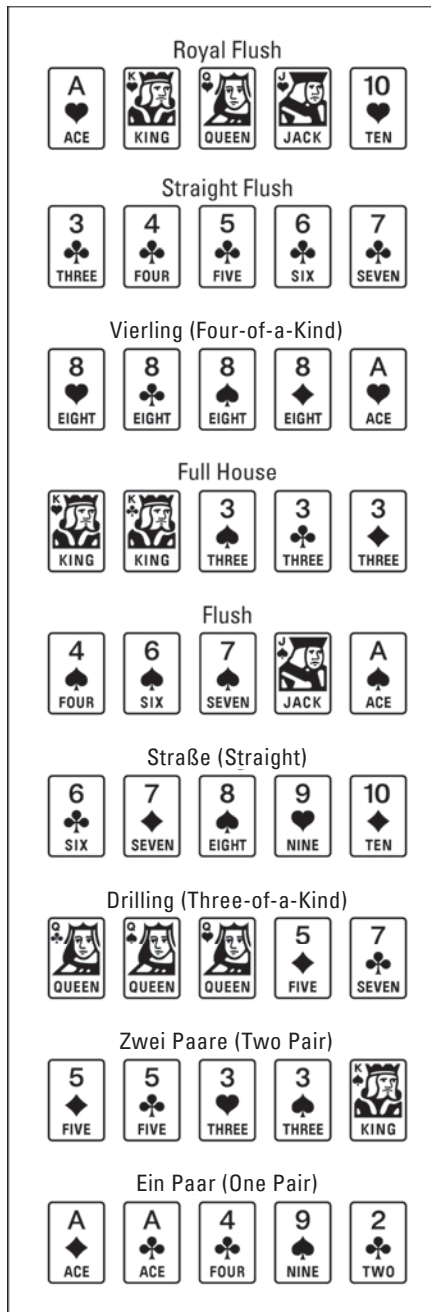 Royal Flush
A K Q J 10
ACE KING QUEEN JACK TEN
Straight Flush
3 4 5 6 7
THREE FOUR FIVE SIX SEVEN
Vierling (Four-of-a-Kind)
8 8 8 8 A
EIGHT EIGHT EIGHT EIGHT ACE
Full House
K K 3 3 3
KING KING THREE THREE THREE
Flush
4 6 7 J A
FOUR SIX SEVEN JACK ACE
Straße (Straight)
6 7 8 9 10
SIX SEVEN EIGHT NINE TEN
Drilling (Three-of-a-Kind)
Q Q Q 5 7
QUEEN QUEEN QUEEN FIVE SEVEN
Zwei Paare (Two Pair)
5 5 3 3 K
FIVE FIVE THREE THREE KING
Ein Paar (One Pair)
A A 4 9 2
ACE ACE FOUR NINE TWO